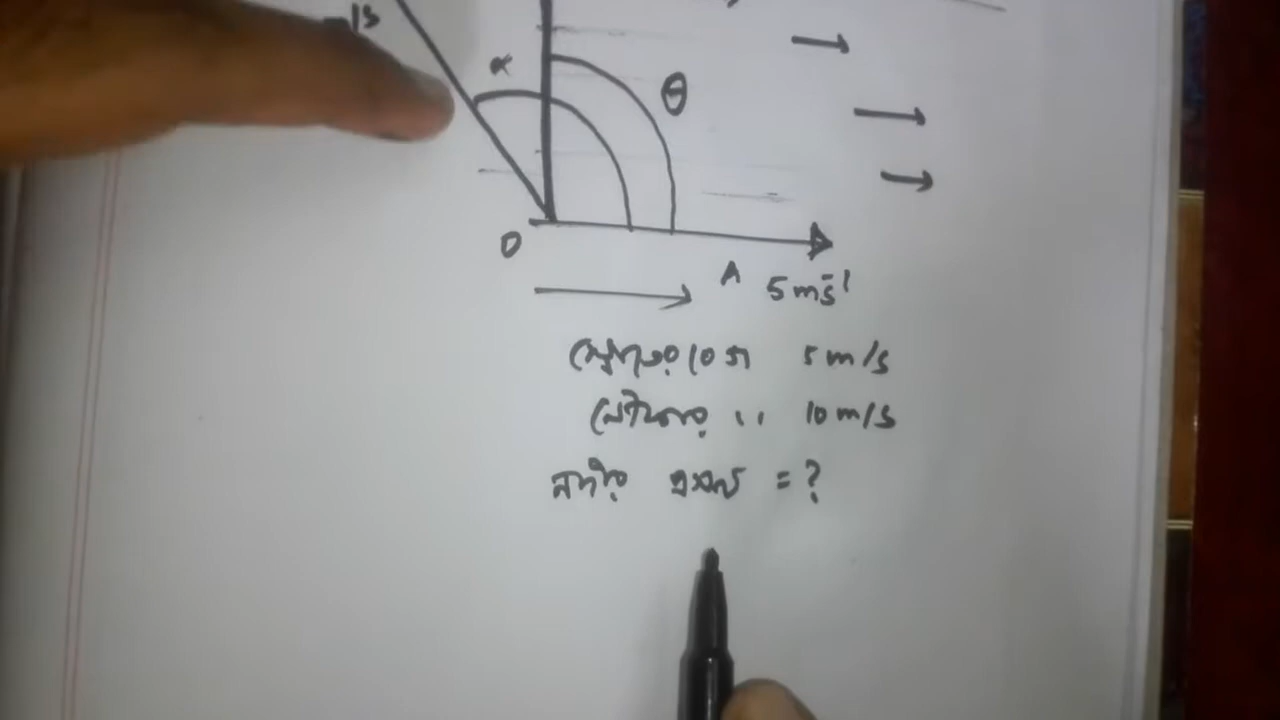 /s
α
θ
O
A 5ms⁻¹
স্রোতের বেগ 5 m/s
নৌকার ,, 10 m/s
নদীর প্রস্থ = ?